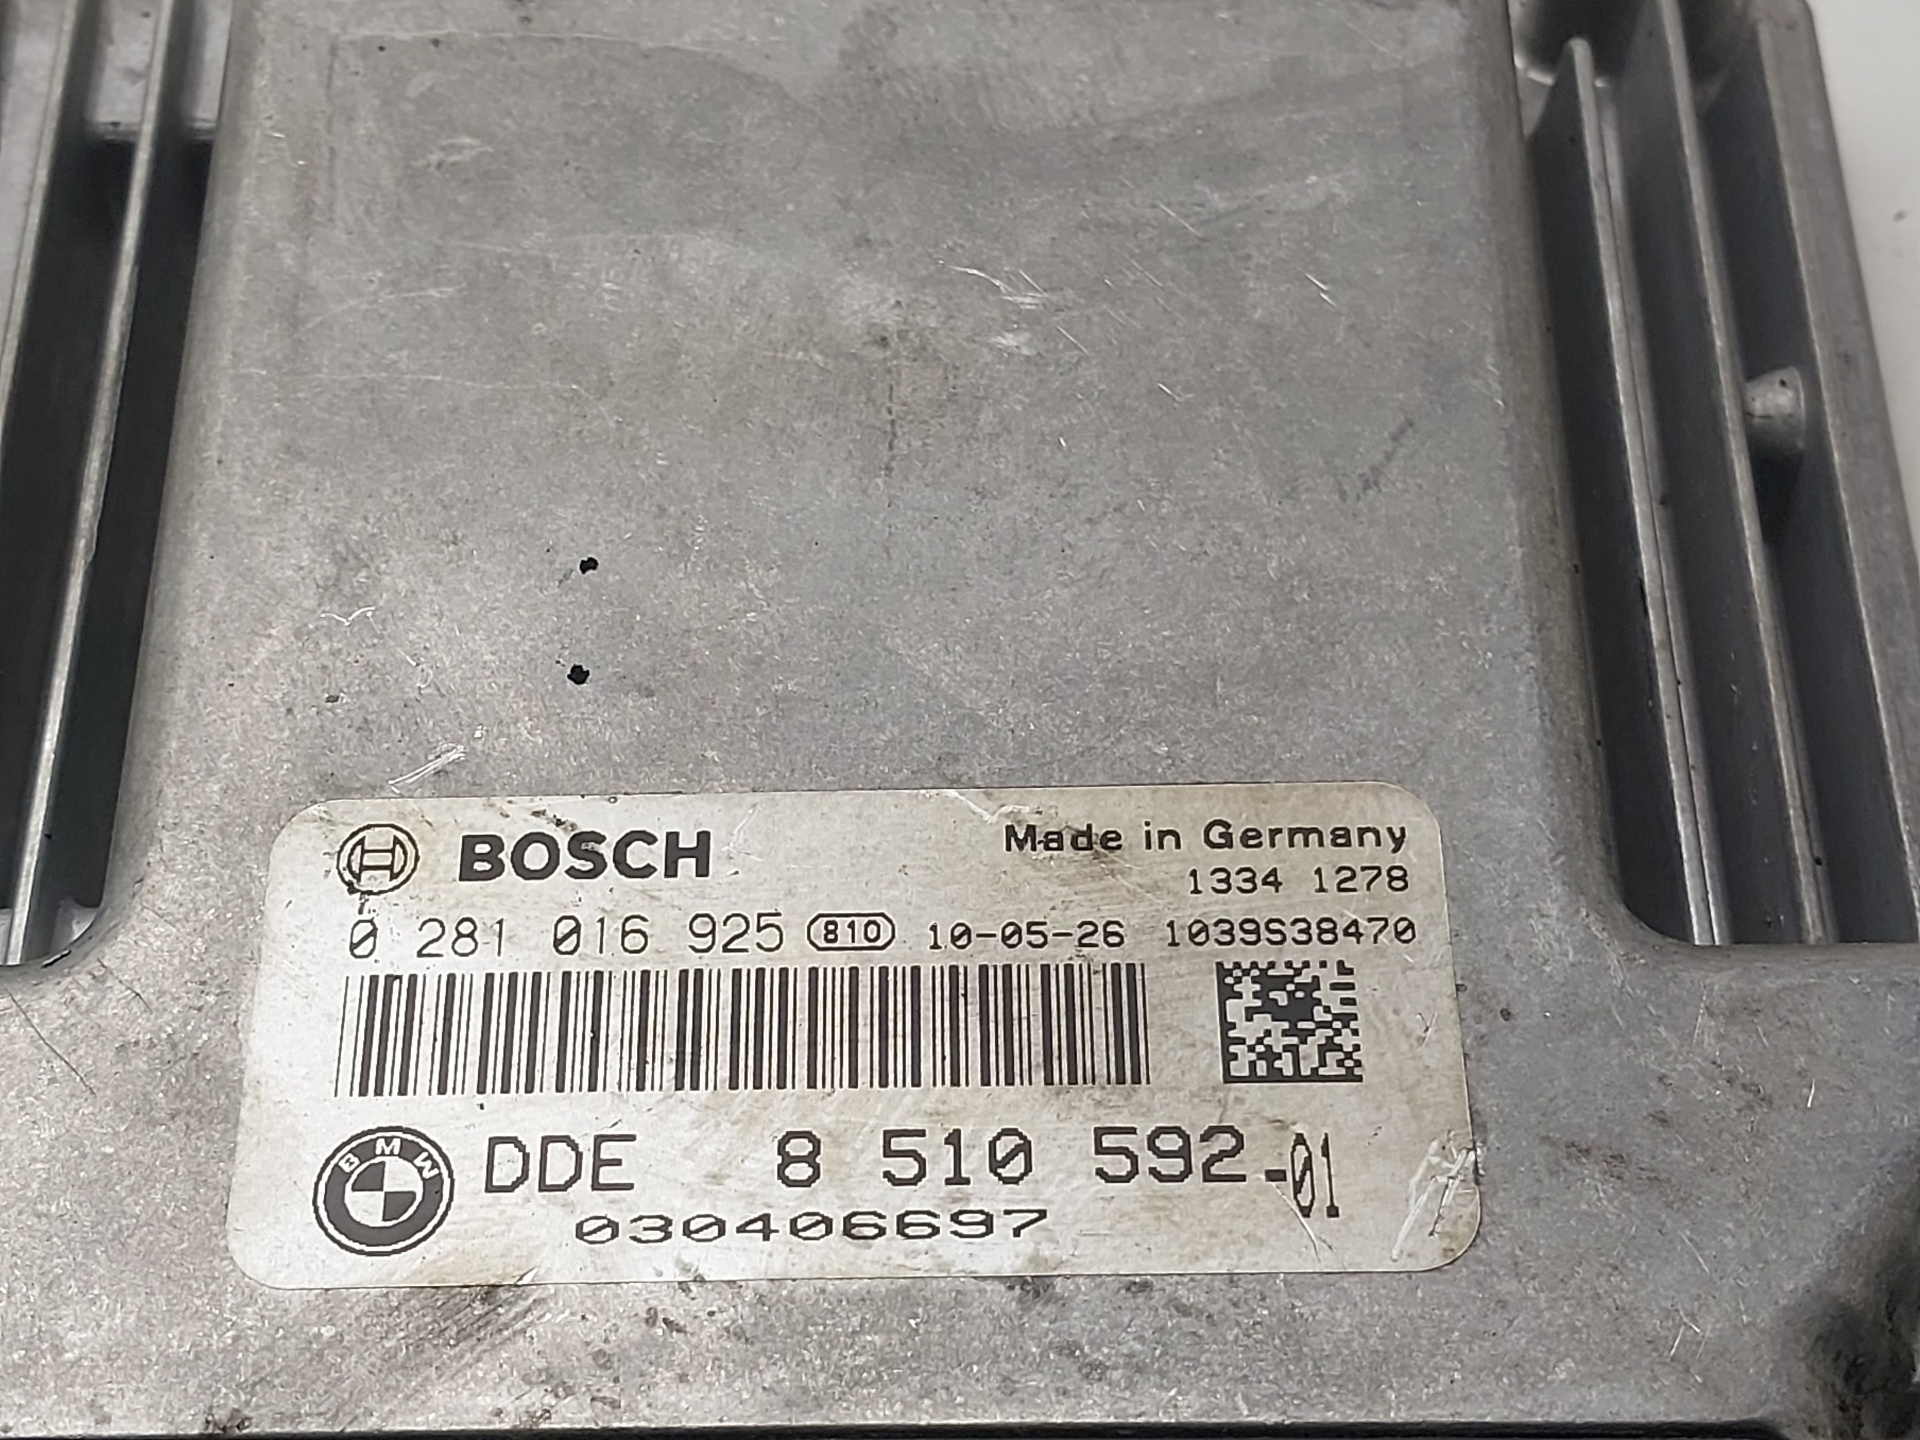 BOSCH Made in Germany
1334 1278
0 281 016 925 810 10-05-26 1039S38470
BMW DDE 8 510 592-01
030406697